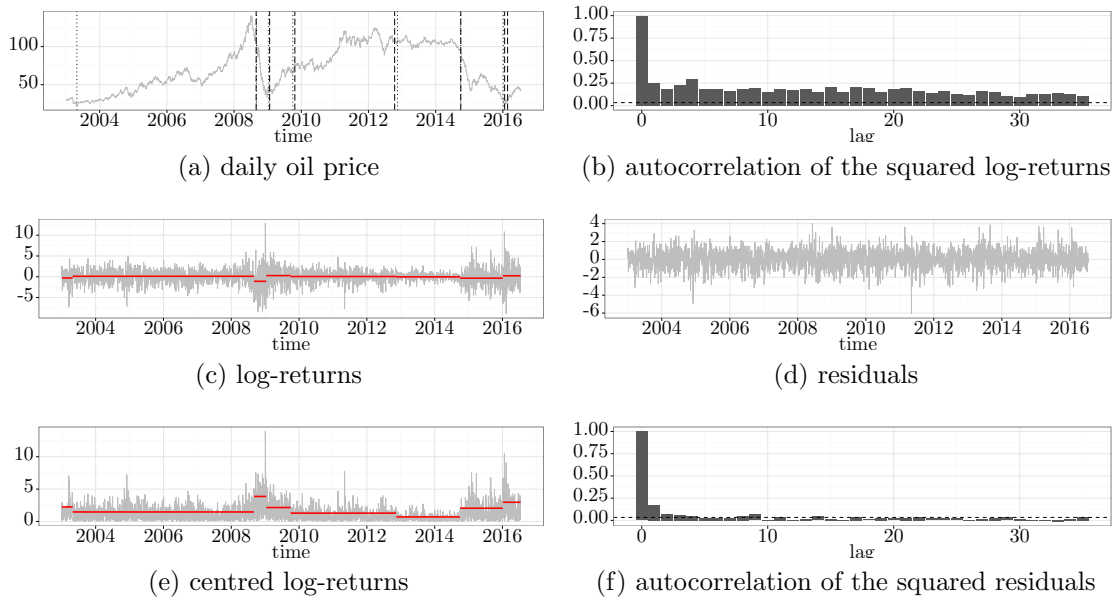 100
50
2004 2006 2008 2010 2012 2014 2016
time
(a) daily oil price
1.00
0.75
0.50
0.25
0.00
0 10 20 30
lag
(b) autocorrelation of the squared log-returns
10
5
0
-5
2004 2006 2008 2010 2012 2014 2016
time
(c) log-returns
4
2
0
-2
-4
-6
2004 2006 2008 2010 2012 2014 2016
time
(d) residuals
10
5
0
2004 2006 2008 2010 2012 2014 2016
time
(e) centred log-returns
1.00
0.75
0.50
0.25
0.00
0 10 20 30
lag
(f) autocorrelation of the squared residuals